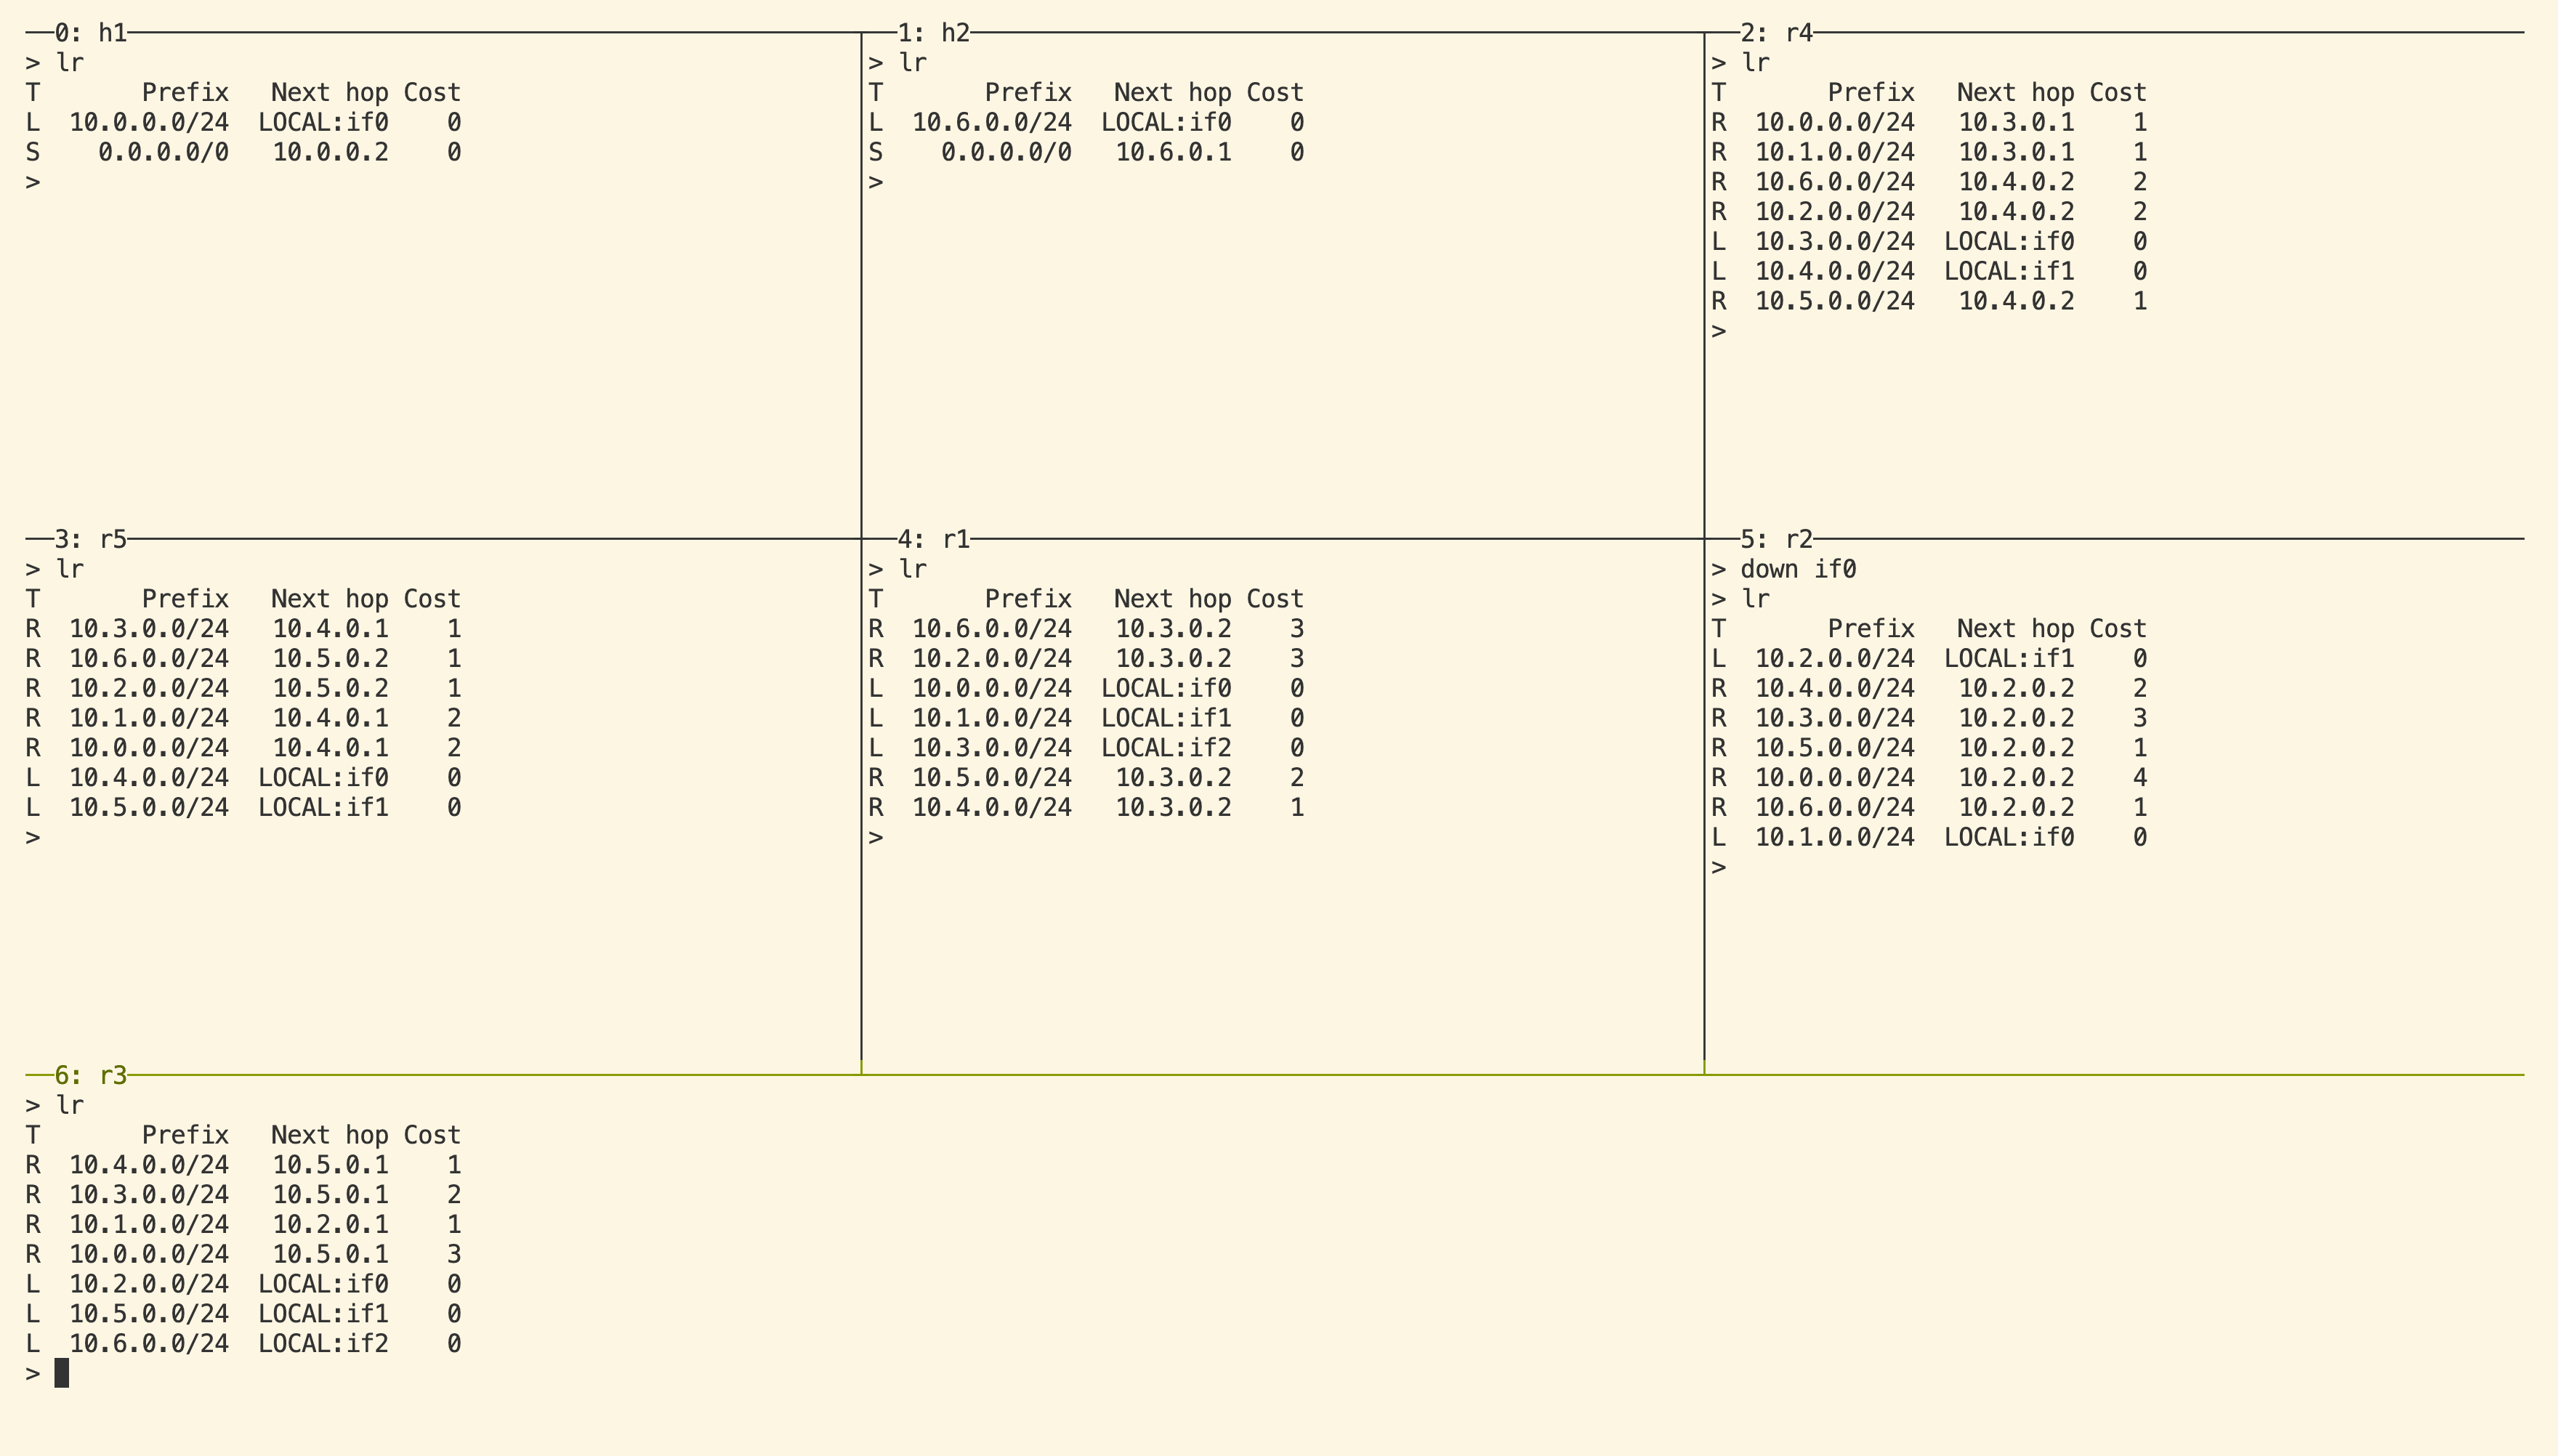 0: h1
> lr
T       Prefix   Next hop Cost
L  10.0.0.0/24  LOCAL:if0    0
S    0.0.0.0/0   10.0.0.2    0
>
1: h2
> lr
T       Prefix   Next hop Cost
L  10.6.0.0/24  LOCAL:if0    0
S    0.0.0.0/0   10.6.0.1    0
>
2: r4
> lr
T       Prefix   Next hop Cost
R  10.0.0.0/24   10.3.0.1    1
R  10.1.0.0/24   10.3.0.1    1
R  10.6.0.0/24   10.4.0.2    2
R  10.2.0.0/24   10.4.0.2    2
L  10.3.0.0/24  LOCAL:if0    0
L  10.4.0.0/24  LOCAL:if1    0
R  10.5.0.0/24   10.4.0.2    1
>
3: r5
> lr
T       Prefix   Next hop Cost
R  10.3.0.0/24   10.4.0.1    1
R  10.6.0.0/24   10.5.0.2    1
R  10.2.0.0/24   10.5.0.2    1
R  10.1.0.0/24   10.4.0.1    2
R  10.0.0.0/24   10.4.0.1    2
L  10.4.0.0/24  LOCAL:if0    0
L  10.5.0.0/24  LOCAL:if1    0
>
4: r1
> lr
T       Prefix   Next hop Cost
R  10.6.0.0/24   10.3.0.2    3
R  10.2.0.0/24   10.3.0.2    3
L  10.0.0.0/24  LOCAL:if0    0
L  10.1.0.0/24  LOCAL:if1    0
L  10.3.0.0/24  LOCAL:if2    0
R  10.5.0.0/24   10.3.0.2    2
R  10.4.0.0/24   10.3.0.2    1
>
5: r2
> down if0
> lr
T       Prefix   Next hop Cost
L  10.2.0.0/24  LOCAL:if1    0
R  10.4.0.0/24   10.2.0.2    2
R  10.3.0.0/24   10.2.0.2    3
R  10.5.0.0/24   10.2.0.2    1
R  10.0.0.0/24   10.2.0.2    4
R  10.6.0.0/24   10.2.0.2    1
L  10.1.0.0/24  LOCAL:if0    0
>
6: r3
> lr
T       Prefix   Next hop Cost
R  10.4.0.0/24   10.5.0.1    1
R  10.3.0.0/24   10.5.0.1    2
R  10.1.0.0/24   10.2.0.1    1
R  10.0.0.0/24   10.5.0.1    3
L  10.2.0.0/24  LOCAL:if0    0
L  10.5.0.0/24  LOCAL:if1    0
L  10.6.0.0/24  LOCAL:if2    0
>